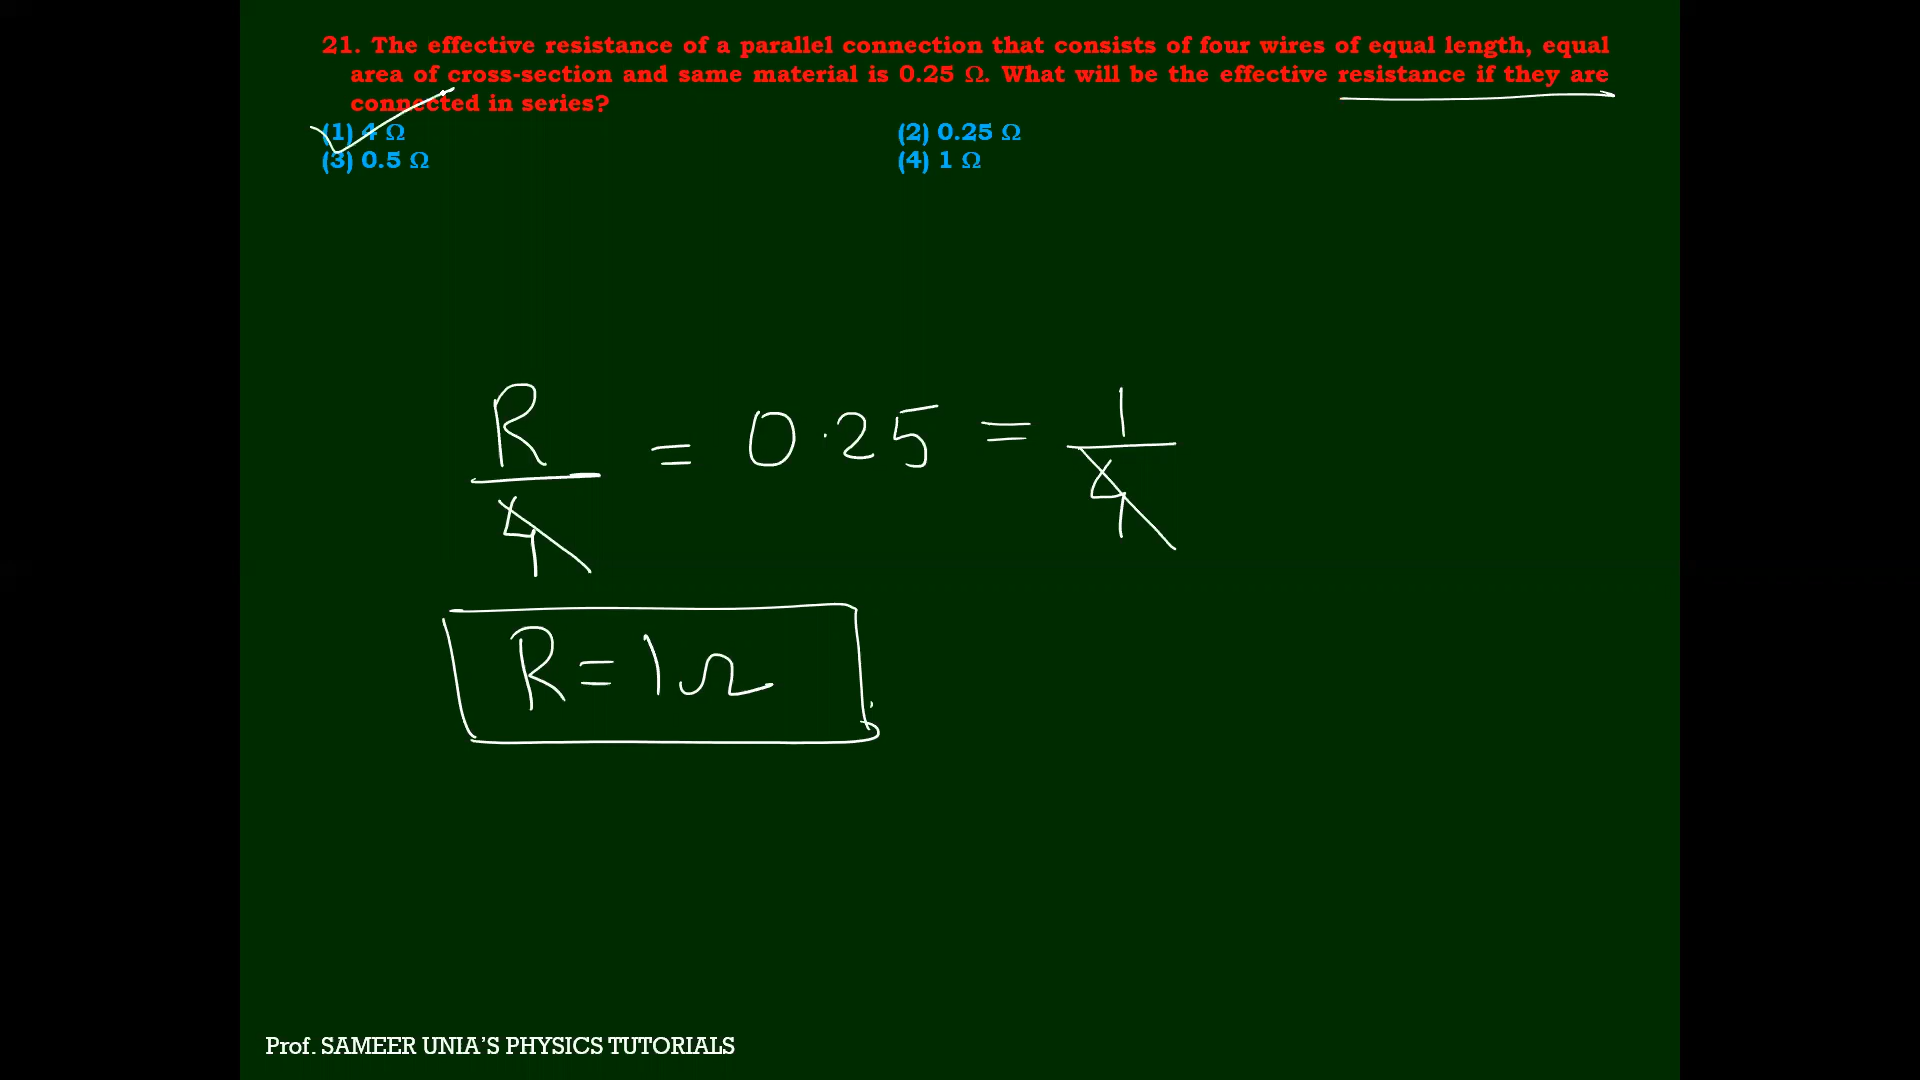 21. The effective resistance of a parallel connection that consists of four wires of equal length, equal
area of cross-section and same material is 0.25 Ω. What will be the effective resistance if they are
connected in series?
(1) 4 Ω (2) 0.25 Ω
(3) 0.5 Ω (4) 1 Ω
R/4 = 0.25 = 1/4
R = 1Ω
Prof. SAMEER UNIA'S PHYSICS TUTORIALS